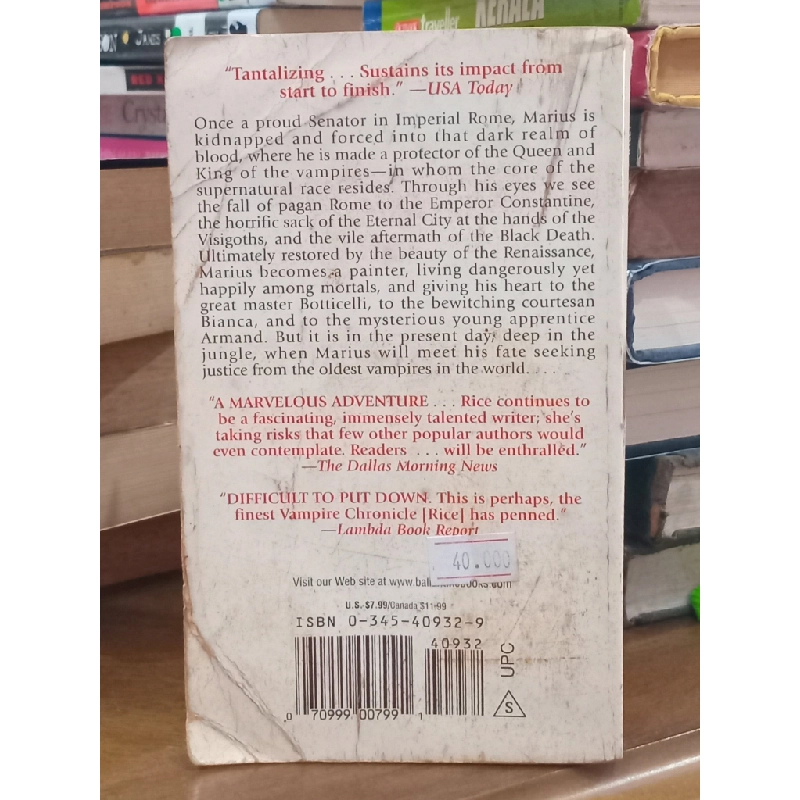 traveller
KERALA
JAMES
"Tantalizing . . . Sustains its impact from
start to finish." —USA Today
Once a proud Senator in Imperial Rome, Marius is
kidnapped and forced into that dark realm of
blood, where he is made a protector of the Queen and
King of the vampires—in whom the core of the
supernatural race resides. Through his eyes we see
the fall of pagan Rome to the Emperor Constantine,
the horrific sack of the Eternal City at the hands of the
Visigoths, and the vile aftermath of the Black Death.
Ultimately restored by the beauty of the Renaissance,
Marius becomes a painter, living dangerously yet
happily among mortals, and giving his heart to the
great master Botticelli, to the bewitching courtesan
Bianca, and to the mysterious young apprentice
Armand. But it is in the present day, deep in the
jungle, when Marius will meet his fate seeking
justice from the oldest vampires in the world. . . .
"A MARVELOUS ADVENTURE . . . Rice continues to
be a fascinating, immensely talented writer; she's
taking risks that few other popular authors would
even contemplate. Readers . . . will be enthralled."
—The Dallas Morning News
"DIFFICULT TO PUT DOWN. This is perhaps, the
finest Vampire Chronicle [Rice] has penned."
—Lambda Book Report
40.000
Visit our Web site at www.
U.S. $7.99/Canada $11.99
ISBN 0-345-40932-9
40932
UPC
0 70999 00799 1
S